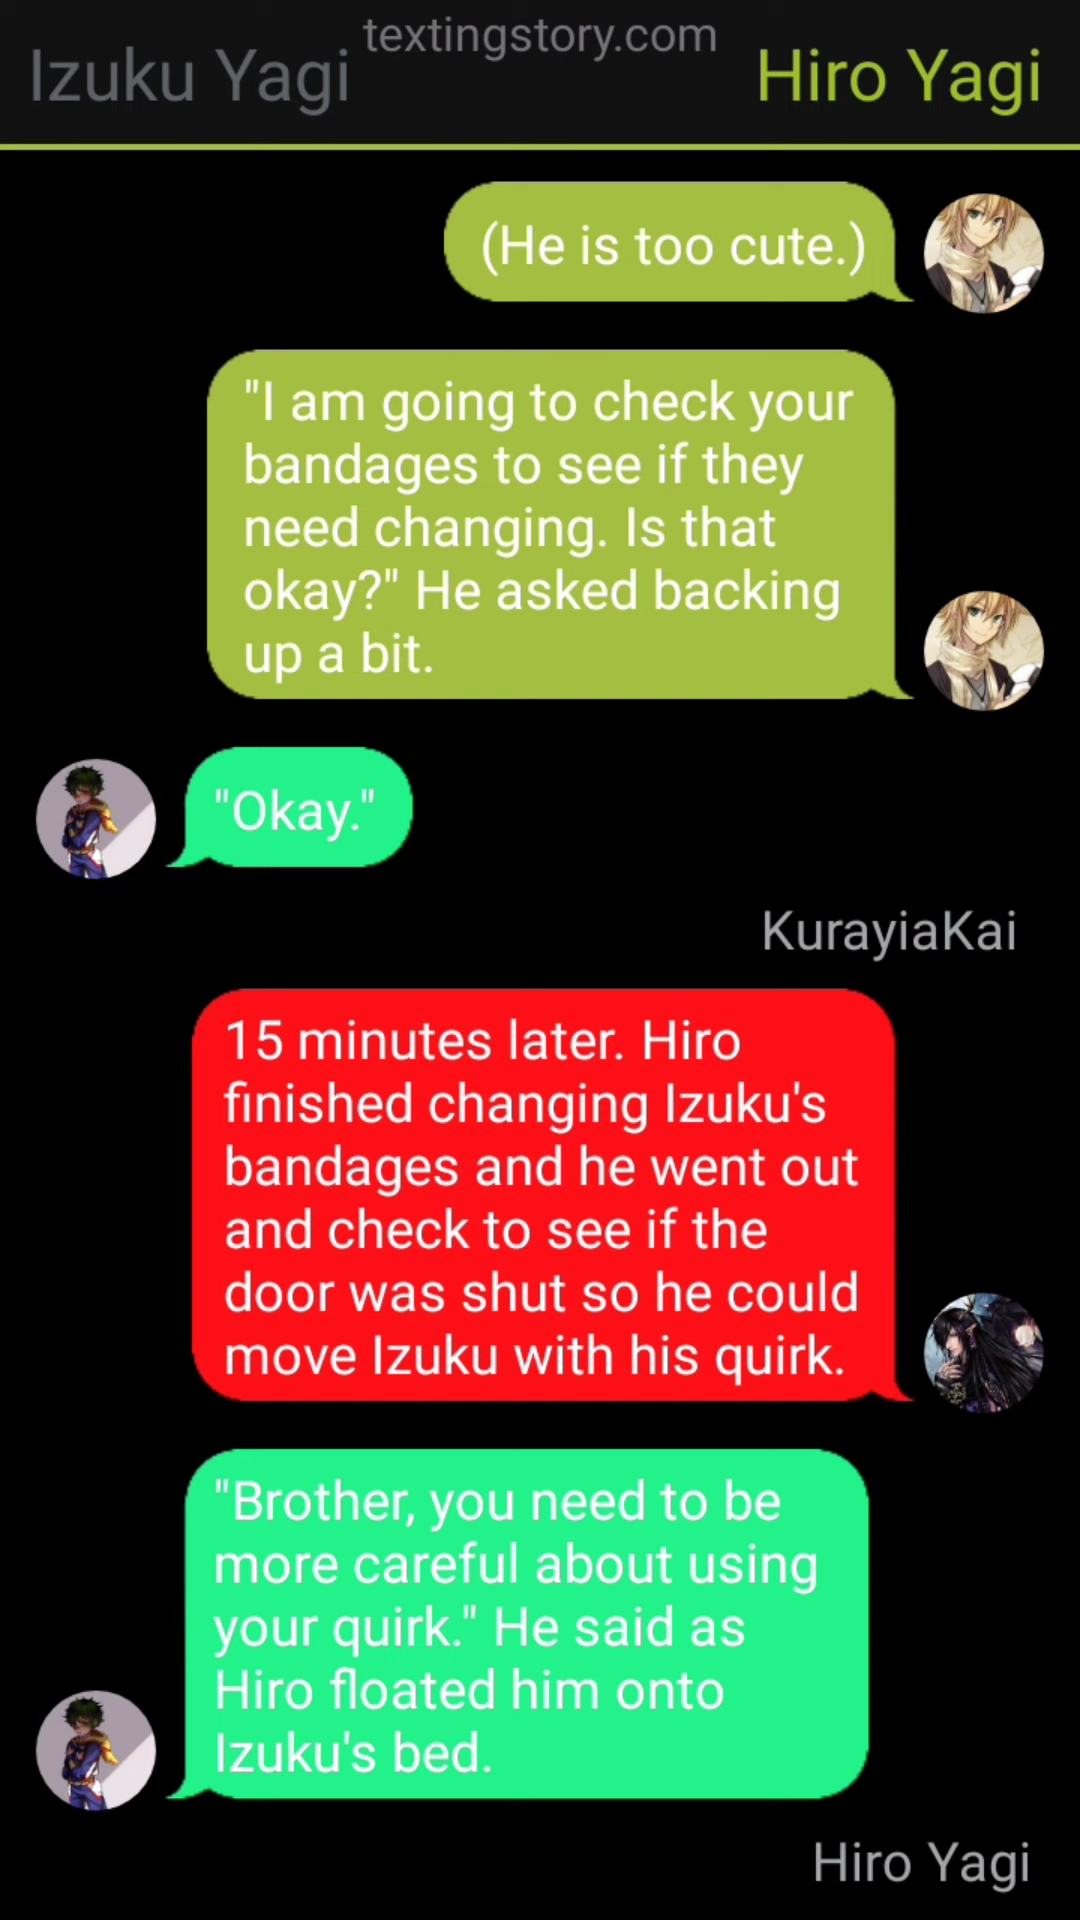 textingstory.com
Izuku Yagi
Hiro Yagi
(He is too cute.)
"I am going to check your
bandages to see if they
need changing. Is that
okay?" He asked backing
up a bit.
"Okay."
KurayiaKai
15 minutes later. Hiro
finished changing Izuku's
bandages and he went out
and check to see if the
door was shut so he could
move Izuku with his quirk.
"Brother, you need to be
more careful about using
your quirk." He said as
Hiro floated him onto
Izuku's bed.
Hiro Yagi